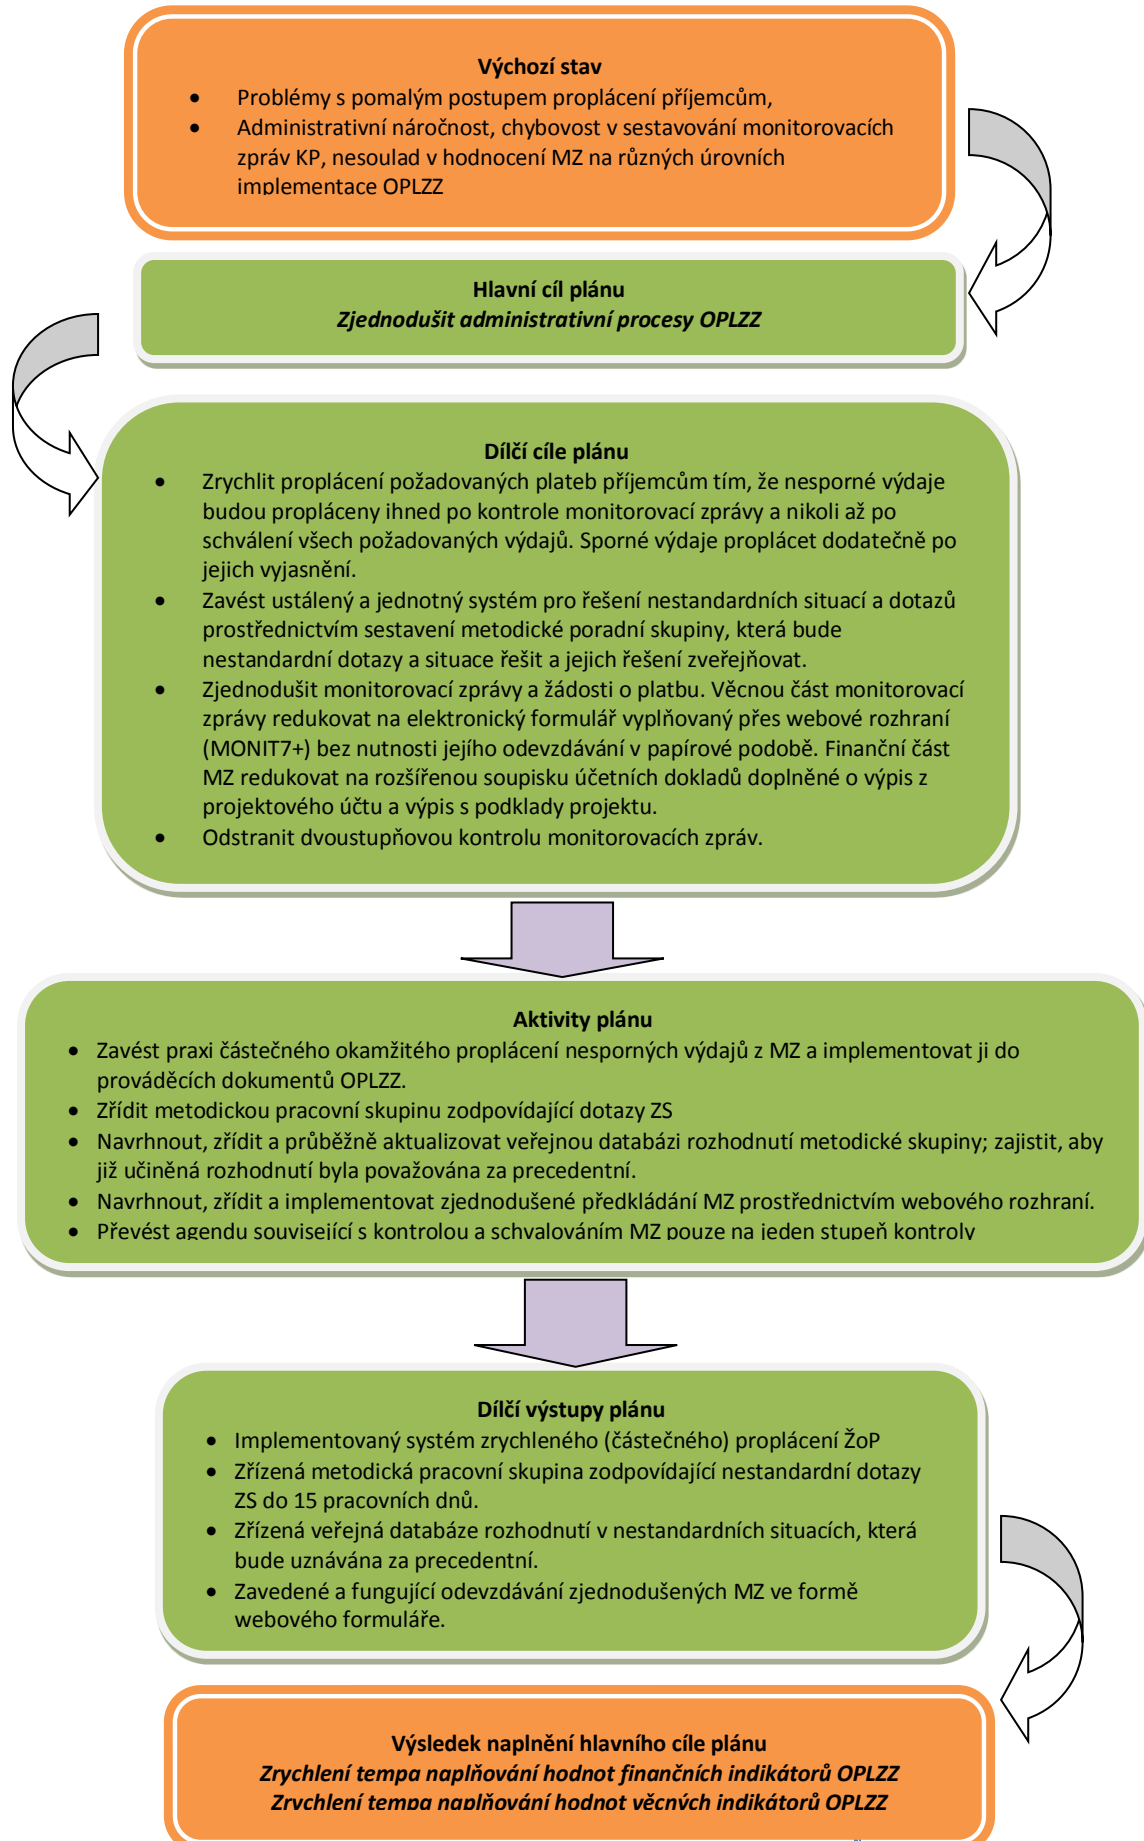 Výchozí stav
• Problémy s pomalým postupem proplácení příjemcům,
• Administrativní náročnost, chybovost v sestavování monitorovacích
zpráv KP, nesoulad v hodnocení MZ na různých úrovních
implementace OPLZZ
Hlavní cíl plánu
Zjednodušit administrativní procesy OPLZZ
Dílčí cíle plánu
• Zrychlit proplácení požadovaných plateb příjemcům tím, že nesporné výdaje
budou propláceny ihned po kontrole monitorovací zprávy a nikoli až po
schválení všech požadovaných výdajů. Sporné výdaje proplácet dodatečně po
jejich vyjasnění.
• Zavést ustálený a jednotný systém pro řešení nestandardních situací a dotazů
prostřednictvím sestavení metodické poradní skupiny, která bude
nestandardní dotazy a situace řešit a jejich řešení zveřejňovat.
• Zjednodušit monitorovací zprávy a žádosti o platbu. Věcnou část monitorovací
zprávy redukovat na elektronický formulář vyplňovaný přes webové rozhraní
(MONIT7+) bez nutnosti jejího odevzdávání v papírové podobě. Finanční část
MZ redukovat na rozšířenou soupisku účetních dokladů doplněné o výpis z
projektového účtu a výpis s podklady projektu.
• Odstranit dvoustupňovou kontrolu monitorovacích zpráv.
Aktivity plánu
• Zavést praxi částečného okamžitého proplácení nesporných výdajů z MZ a implementovat ji do
prováděcích dokumentů OPLZZ.
• Zřídit metodickou pracovní skupinu zodpovídající dotazy ZS
• Navrhnout, zřídit a průběžně aktualizovat veřejnou databázi rozhodnutí metodické skupiny; zajistit, aby
již učiněná rozhodnutí byla považována za precedentní.
• Navrhnout, zřídit a implementovat zjednodušené předkládání MZ prostřednictvím webového rozhraní.
• Převést agendu související s kontrolou a schvalováním MZ pouze na jeden stupeň kontroly
Dílčí výstupy plánu
• Implementovaný systém zrychleného (částečného) proplácení ŽoP
• Zřízená metodická pracovní skupina zodpovídající nestandardní dotazy
ZS do 15 pracovních dnů.
• Zřízená veřejná databáze rozhodnutí v nestandardních situacích, která
bude uznávána za precedentní.
• Zavedené a fungující odevzdávání zjednodušených MZ ve formě
webového formuláře.
Výsledek naplnění hlavního cíle plánu
Zrychlení tempa naplňování hodnot finančních indikátorů OPLZZ
Zrychlení tempa naplňování hodnot věcných indikátorů OPLZZ